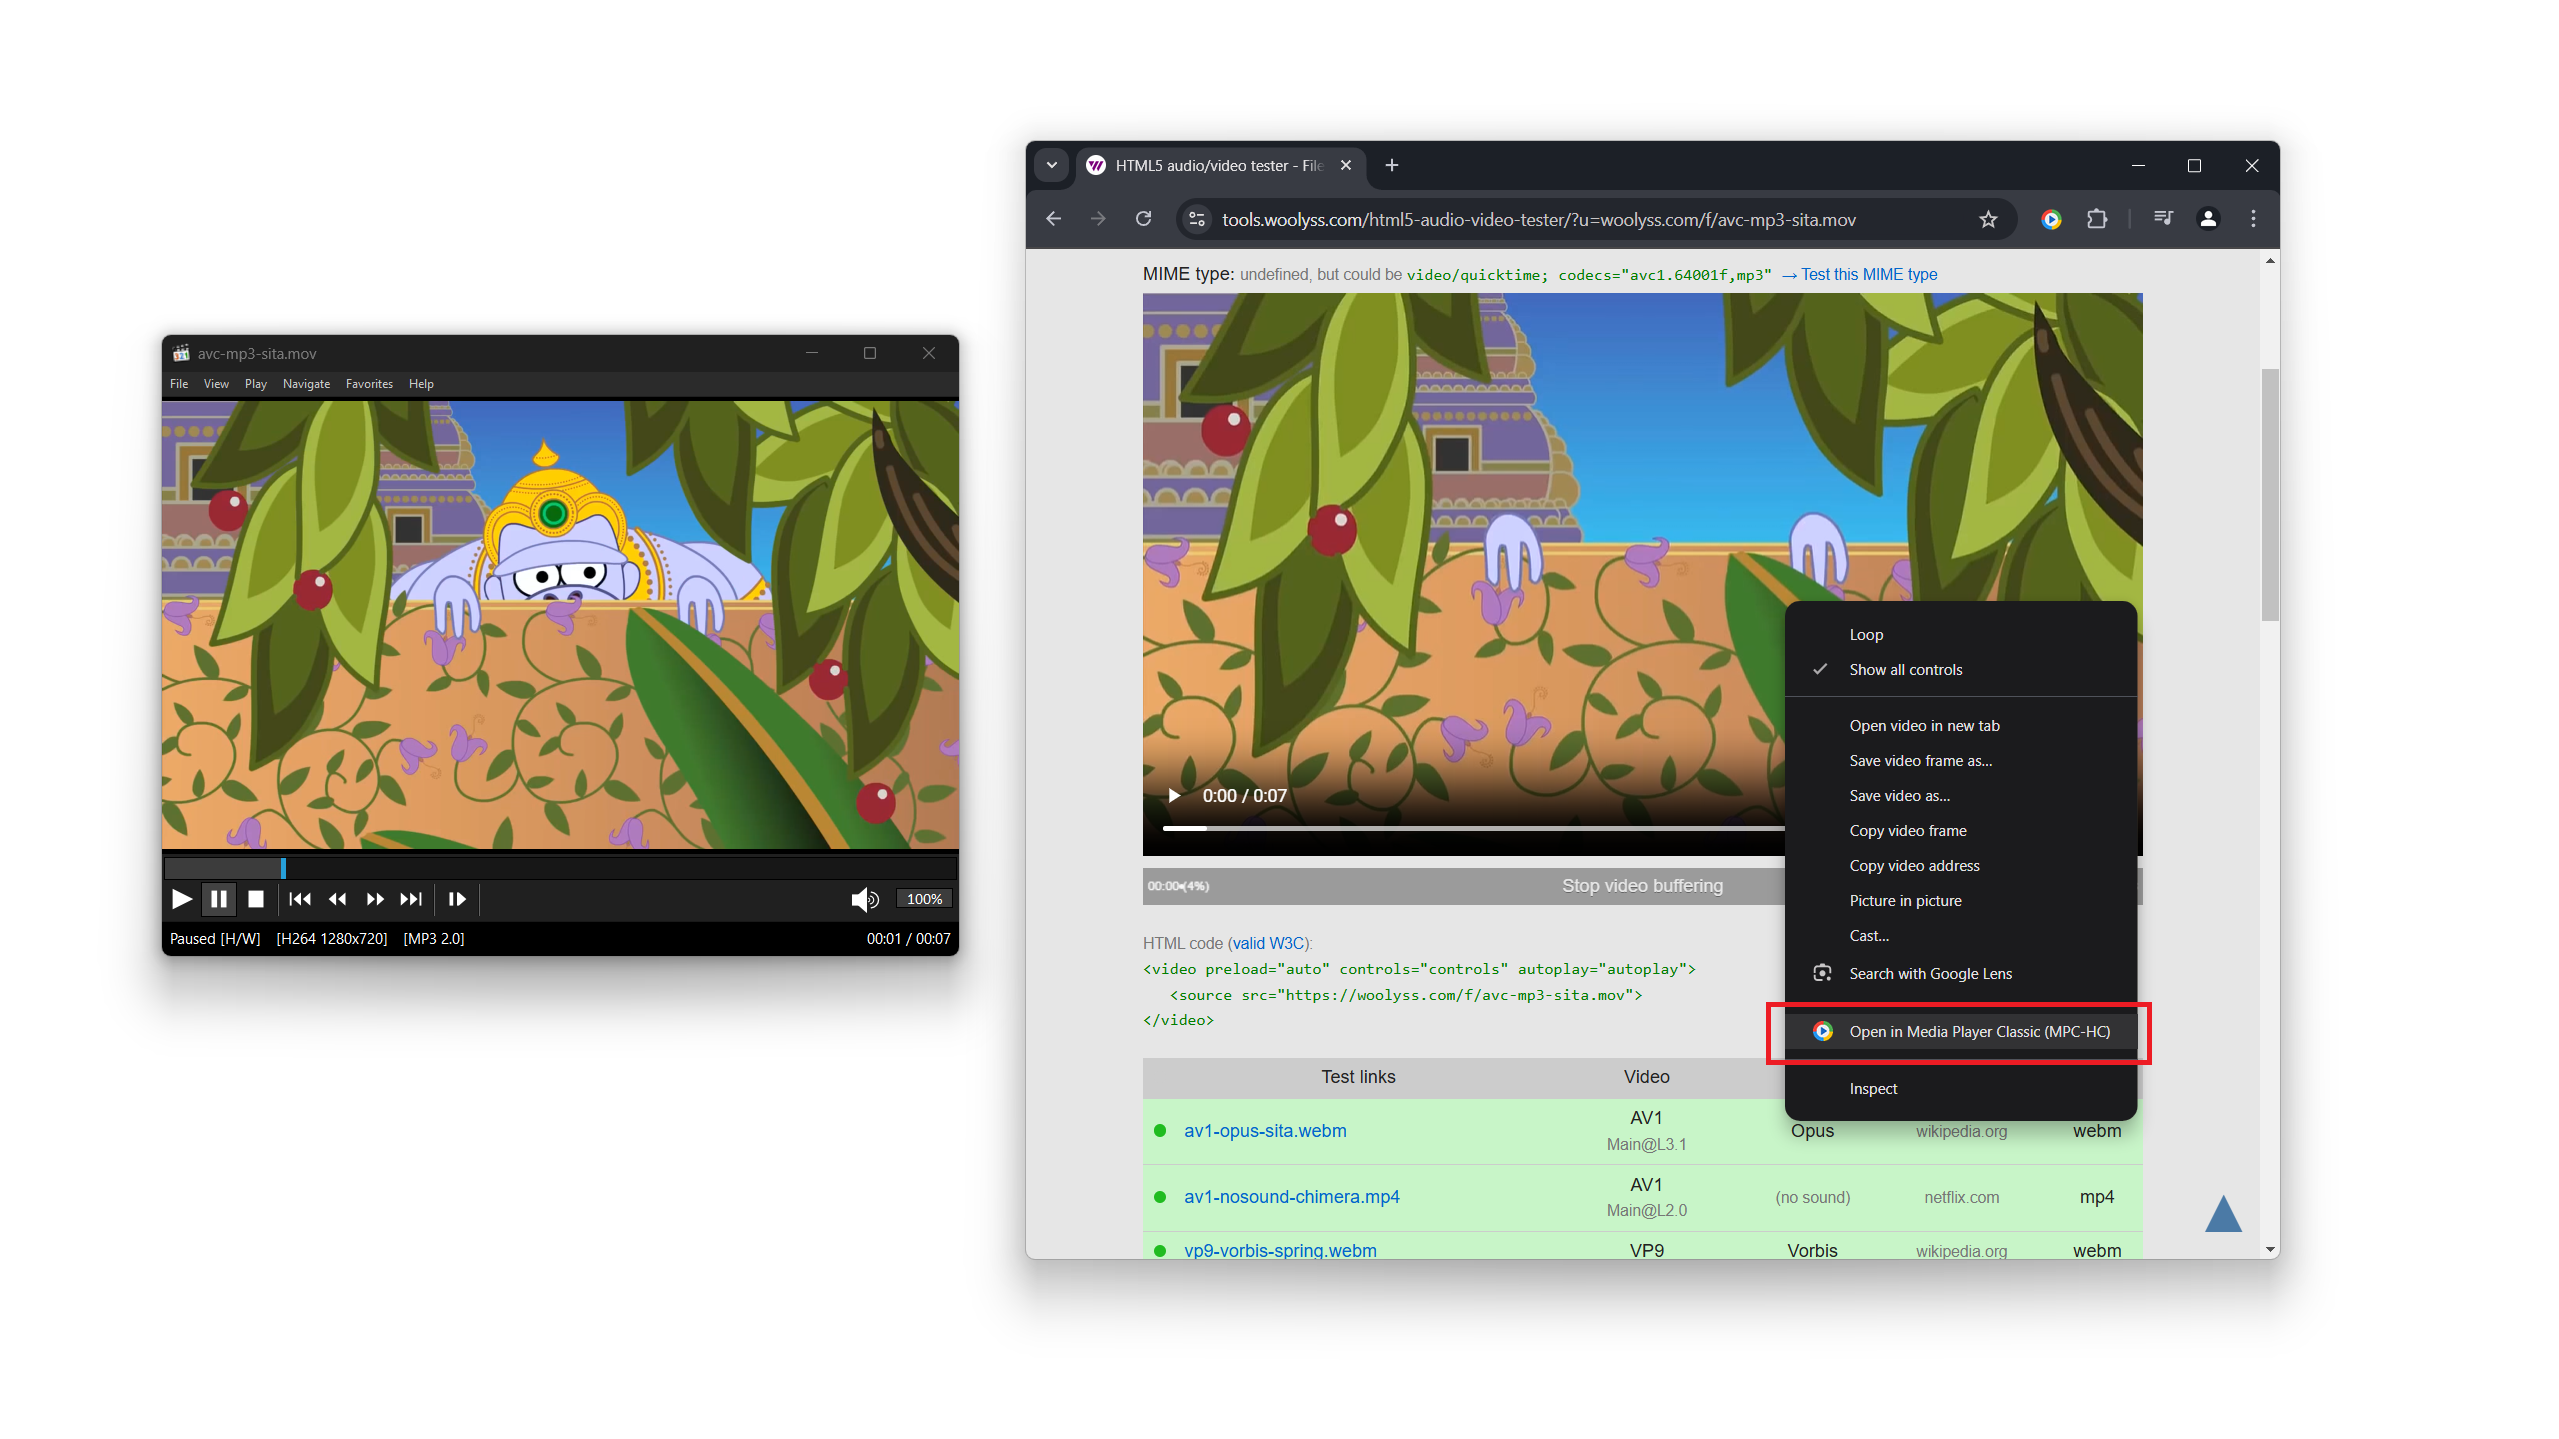 avc-mp3-sita.mov
File View Play Navigate Favorites Help
Paused [H/W] [H264 1280x720] [MP3 2.0] 00:01 / 00:07
100%
HTML5 audio/video tester - File
tools.woolyss.com/html5-audio-video-tester/?u=woolyss.com/f/avc-mp3-sita.mov
MIME type: undefined, but could be video/quicktime; codecs="avc1.64001f,mp3" → Test this MIME type
0:00 / 0:07
00:00 (4%)
Stop video buffering
HTML code (valid W3C):
<video preload="auto" controls="controls" autoplay="autoplay">
<source src="https://woolyss.com/f/avc-mp3-sita.mov">
</video>
Loop
Show all controls
Open video in new tab
Save video frame as...
Save video as...
Copy video frame
Copy video address
Picture in picture
Cast...
Search with Google Lens
Open in Media Player Classic (MPC-HC)
Inspect
Test links Video
av1-opus-sita.webm AV1 Main@L3.1 Opus wikipedia.org webm
av1-nosound-chimera.mp4 AV1 Main@L2.0 (no sound) netflix.com mp4
vp9-vorbis-spring.webm VP9 Vorbis wikipedia.org webm